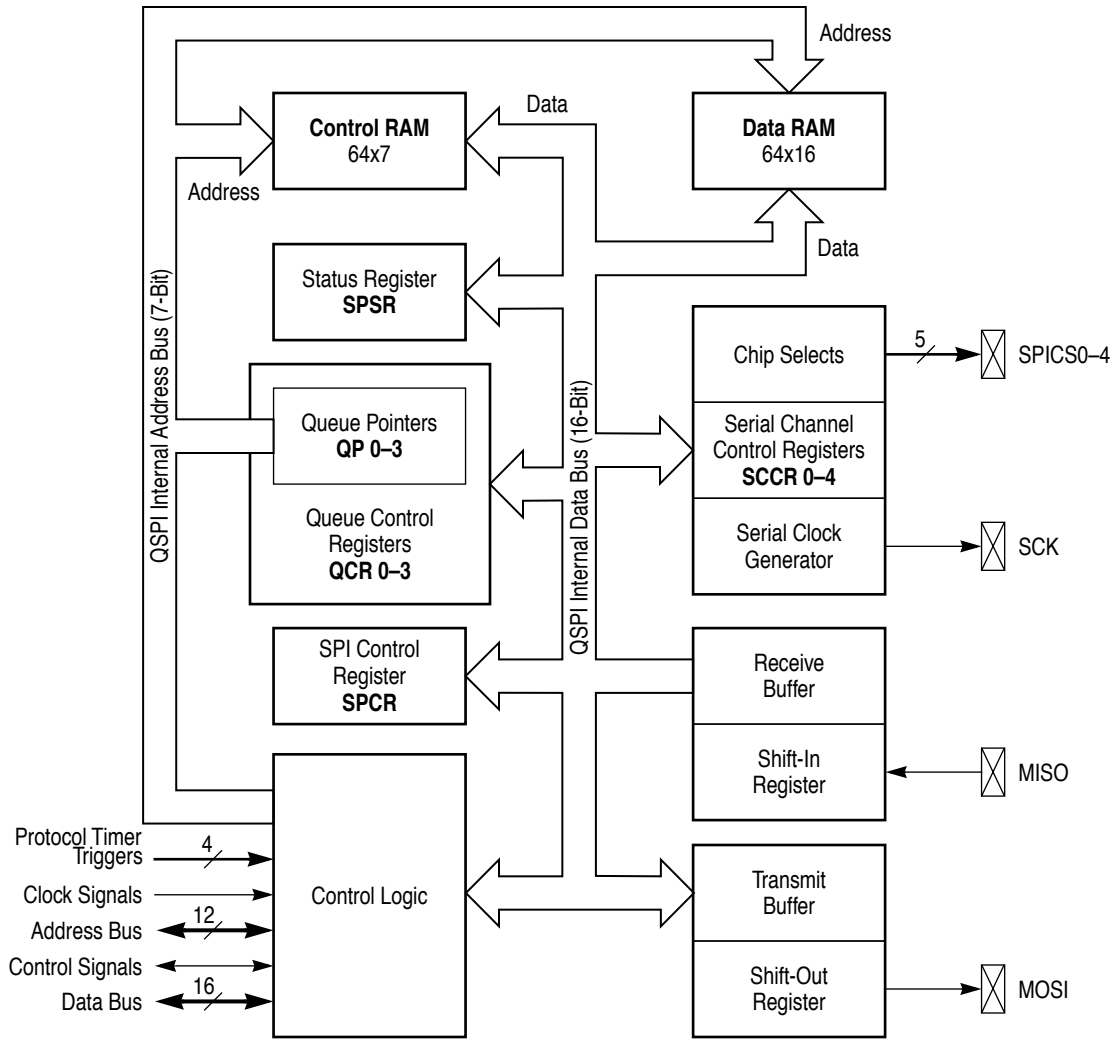 Address
Control RAM
64x7
Data
Data RAM
64x16
Address
Data
Status Register
SPSR
QSPI Internal Address Bus (7-Bit)
Chip Selects
5
SPICS0–4
Queue Pointers
QP 0–3
Serial Channel
Control Registers
SCCR 0–4
QSPI Internal Data Bus (16-Bit)
Queue Control
Registers
QCR 0–3
Serial Clock
Generator
SCK
SPI Control
Register
SPCR
Receive
Buffer
Shift-In
Register
MISO
Protocol Timer
Triggers
4
Clock Signals
Address Bus
12
Control Signals
Data Bus
16
Control Logic
Transmit
Buffer
Shift-Out
Register
MOSI